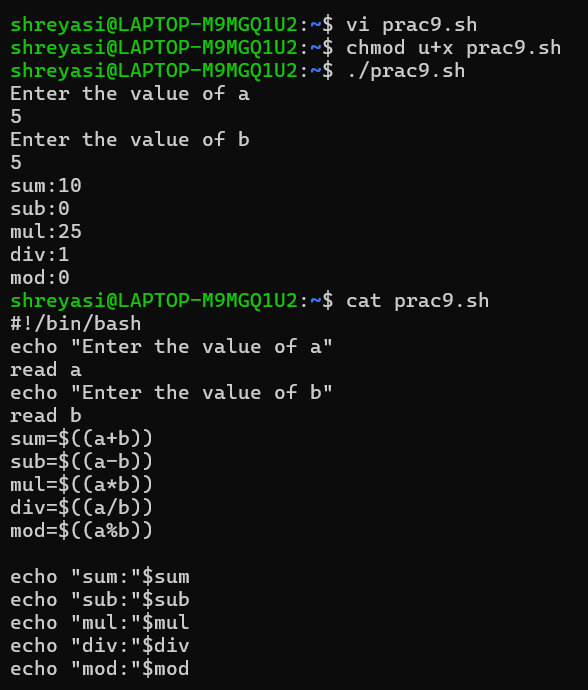 shreyasi@LAPTOP-M9MGQ1U2:~$ vi prac9.sh
shreyasi@LAPTOP-M9MGQ1U2:~$ chmod u+x prac9.sh
shreyasi@LAPTOP-M9MGQ1U2:~$ ./prac9.sh
Enter the value of a
5
Enter the value of b
5
sum:10
sub:0
mul:25
div:1
mod:0
shreyasi@LAPTOP-M9MGQ1U2:~$ cat prac9.sh
#!/bin/bash
echo "Enter the value of a"
read a
echo "Enter the value of b"
read b
sum=$((a+b))
sub=$((a-b))
mul=$((a*b))
div=$((a/b))
mod=$((a%b))

echo "sum:"$sum
echo "sub:"$sub
echo "mul:"$mul
echo "div:"$div
echo "mod:"$mod